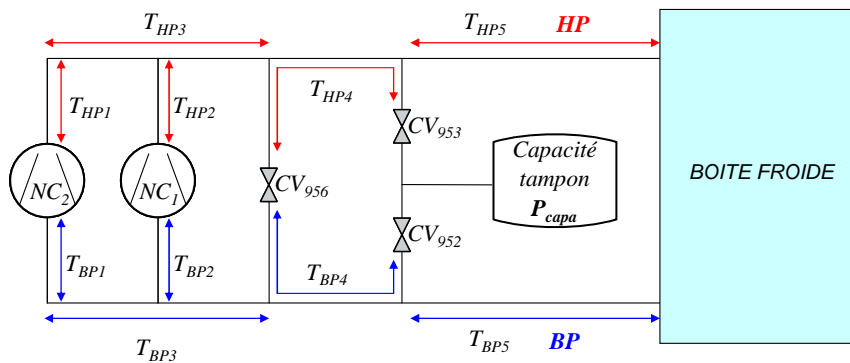 T_HP3
T_HP5 HP
T_HP1
T_HP2
T_HP4
CV_953
NC_2
NC_1
CV_956
Capacité
tampon
P_capa
BOITE FROIDE
CV_952
T_BP1
T_BP2
T_BP4
T_BP3
T_BP5 BP